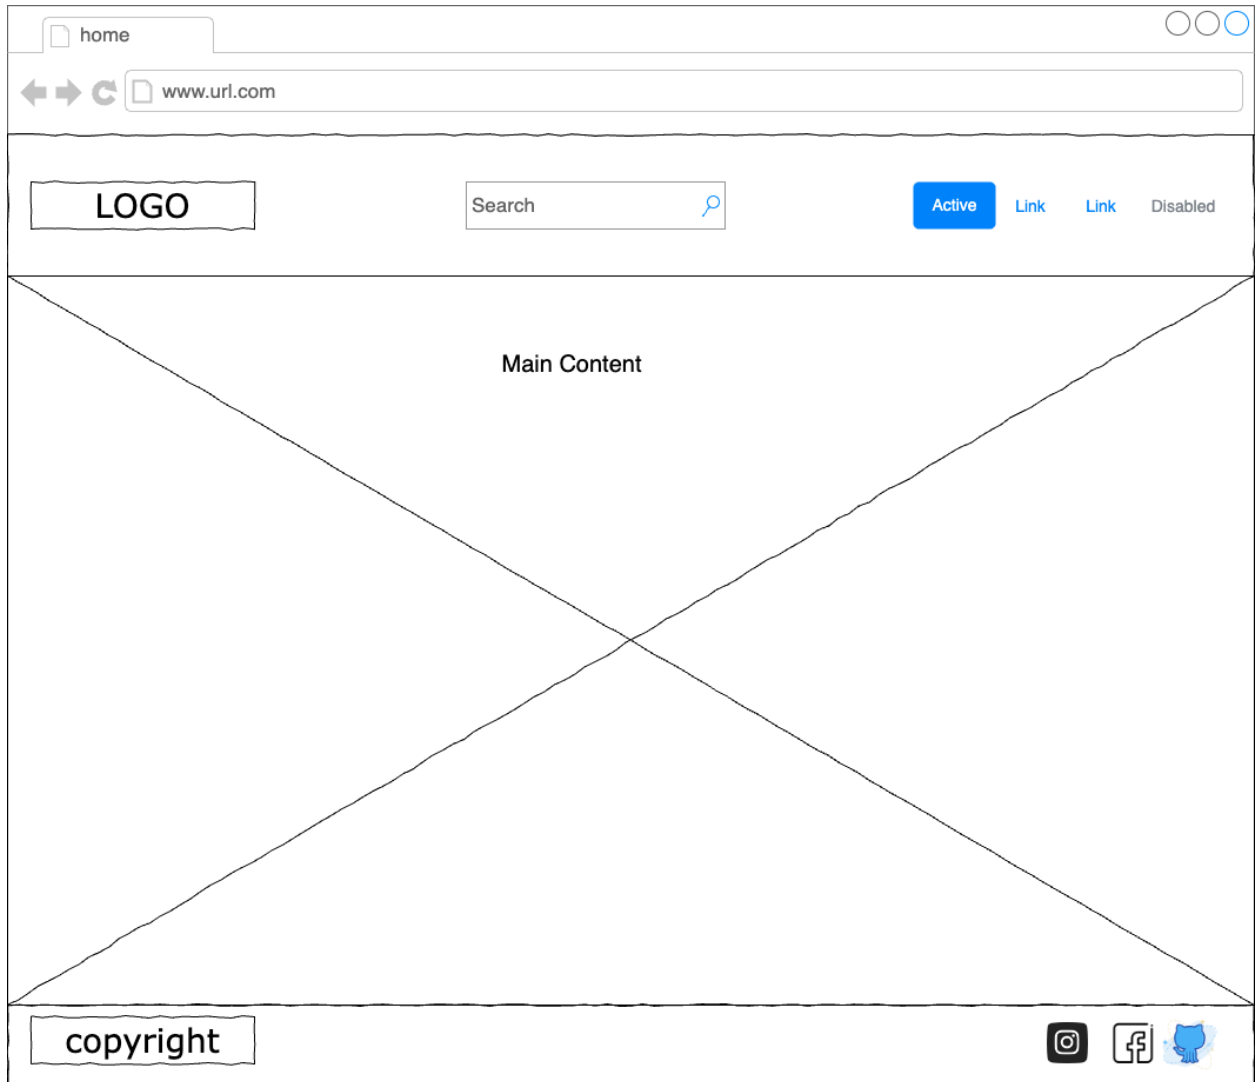 home
www.url.com
LOGO
Search
Active
Link
Link
Disabled
Main Content
copyright